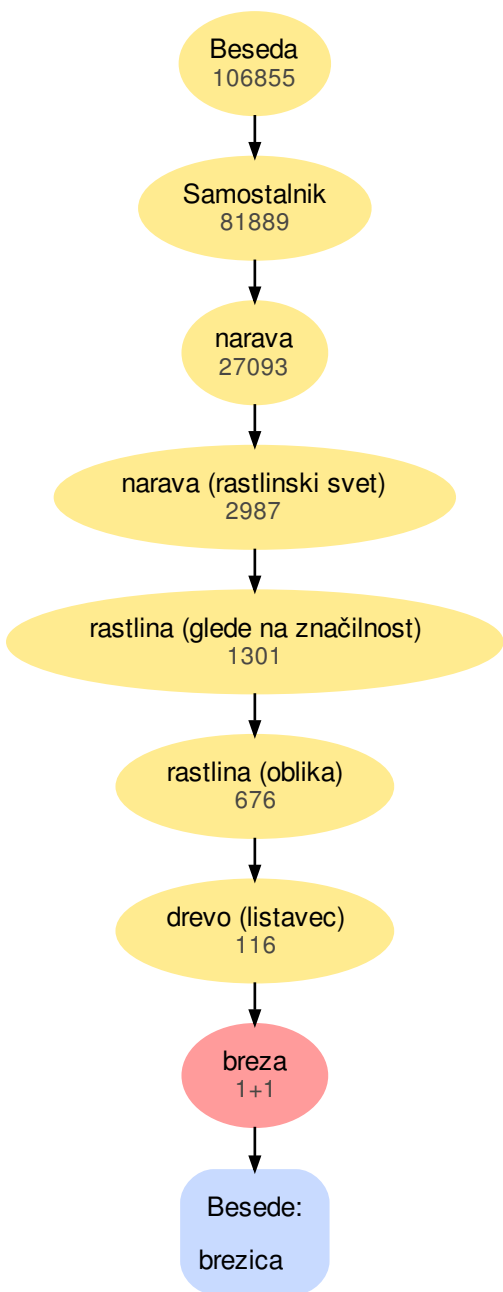 Beseda
106855
Samostalnik
81889
narava
27093
narava (rastlinski svet)
2987
rastlina (glede na značilnost)
1301
rastlina (oblika)
676
drevo (listavec)
116
breza
1+1
Besede:
brezica